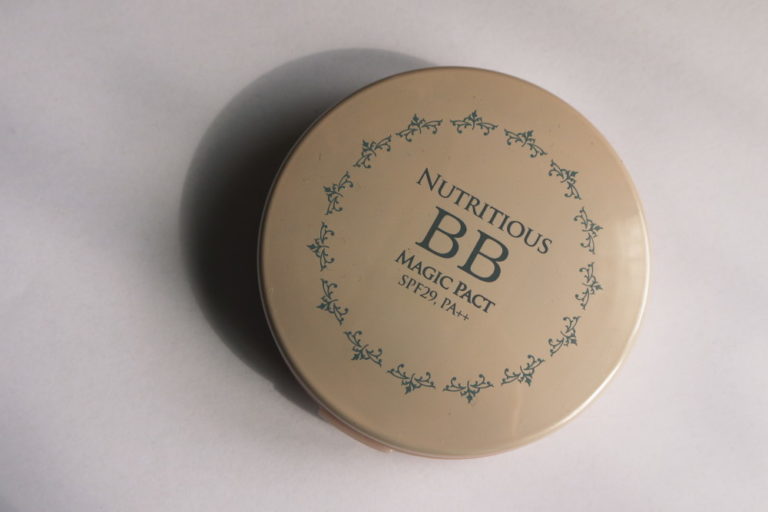 NUTRITIOUS
BB
MAGIC PACT
SPF29, PA++